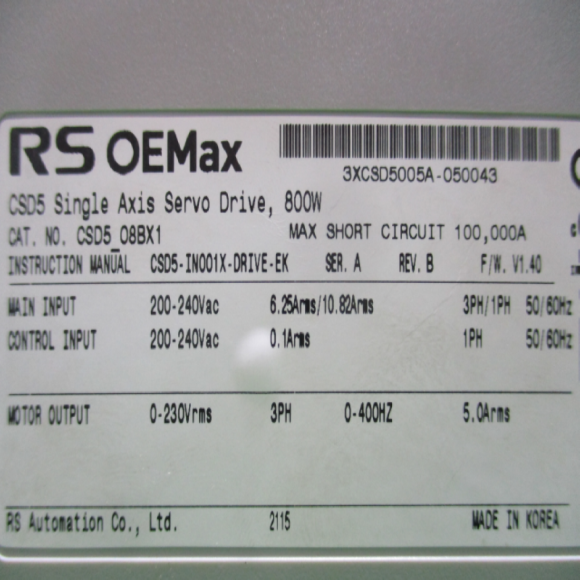 RS OEMax
3XCSD5005A-050043
CSD5 Single Axis Servo Drive, 800W
CAT. NO. CSD5_08BX1 MAX SHORT CIRCUIT 100,000A
INSTRUCTION MANUAL CSD5-IN001X-DRIVE-EK SER. A REV. B F/W. V1.40
MAIN INPUT 200-240Vac 6.25Arms/10.82Arms 3PH/1PH 50/60Hz
CONTROL INPUT 200-240Vac 0.1Arms 1PH 50/60Hz
MOTOR OUTPUT 0-230Vrms 3PH 0-400HZ 5.0Arms
RS Automation Co., Ltd. 2115 MADE IN KOREA